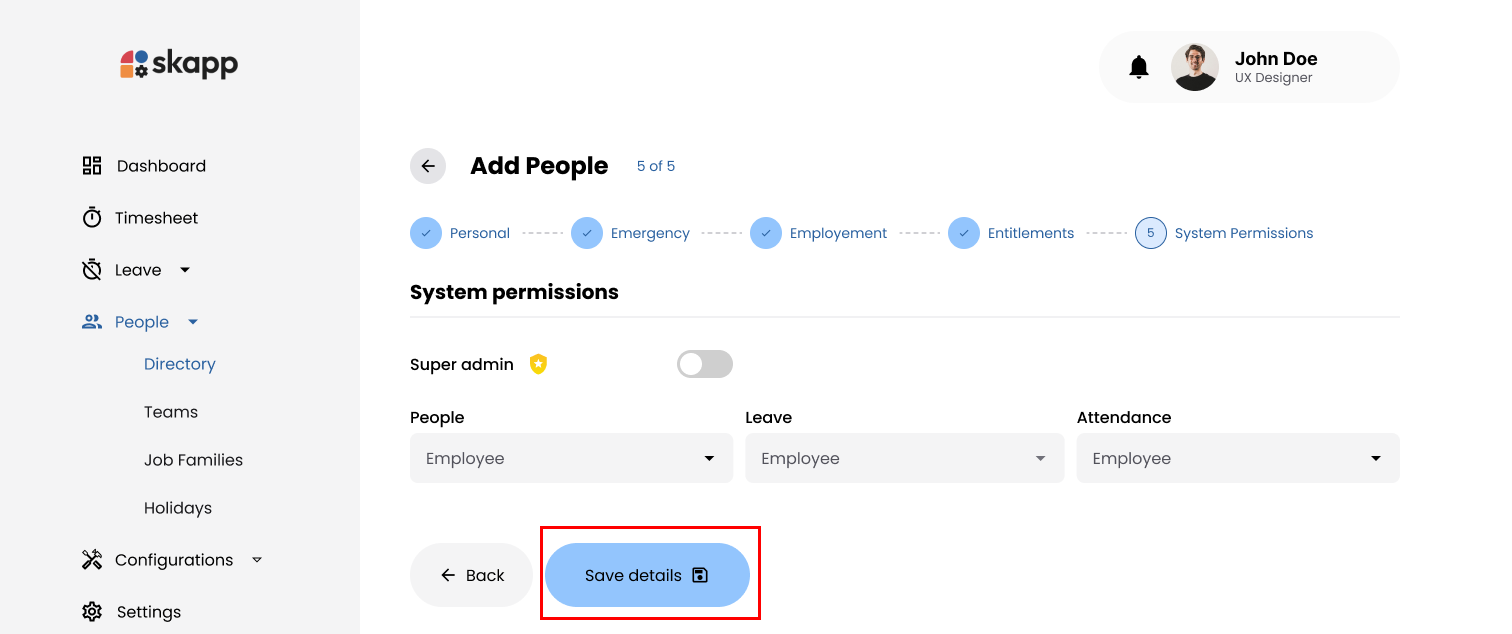 skapp
John Doe
UX Designer
Dashboard
Timesheet
Leave
People
Directory
Teams
Job Families
Holidays
Configurations
Settings
Add People 5 of 5
Personal Emergency Employement Entitlements 5 System Permissions
System permissions
Super admin
People Leave Attendance
Employee Employee Employee
Back Save details